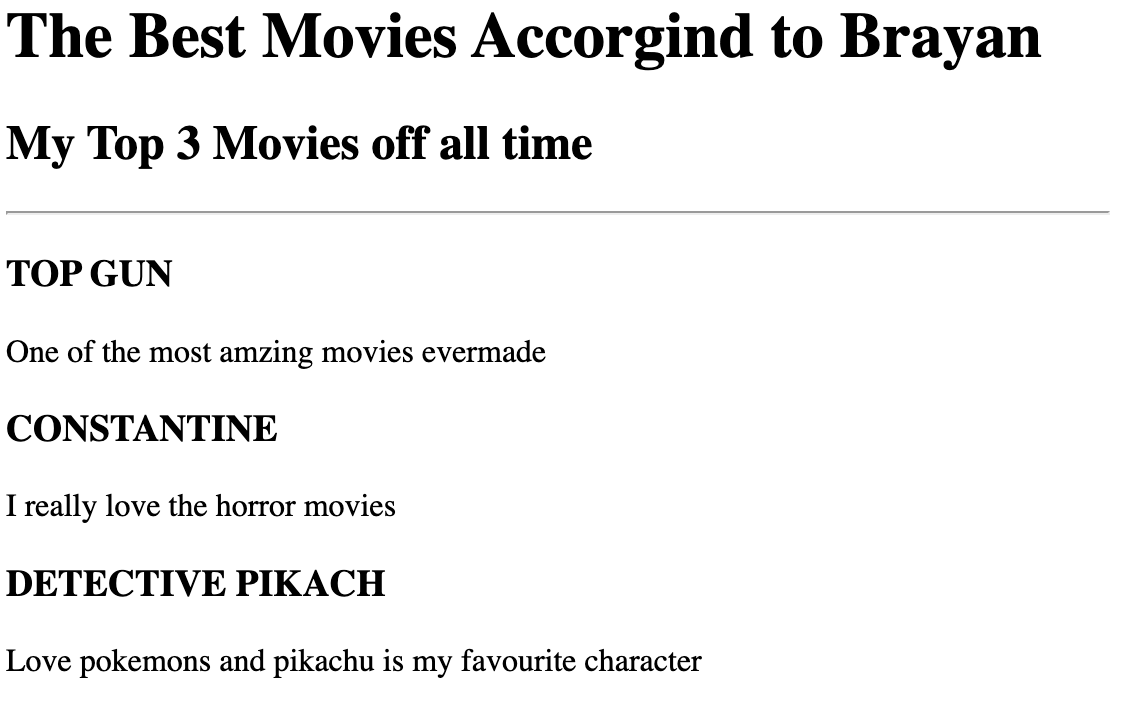 The Best Movies Accorgind to Brayan
My Top 3 Movies off all time
TOP GUN
One of the most amzing movies evermade
CONSTANTINE
I really love the horror movies
DETECTIVE PIKACH
Love pokemons and pikachu is my favourite character